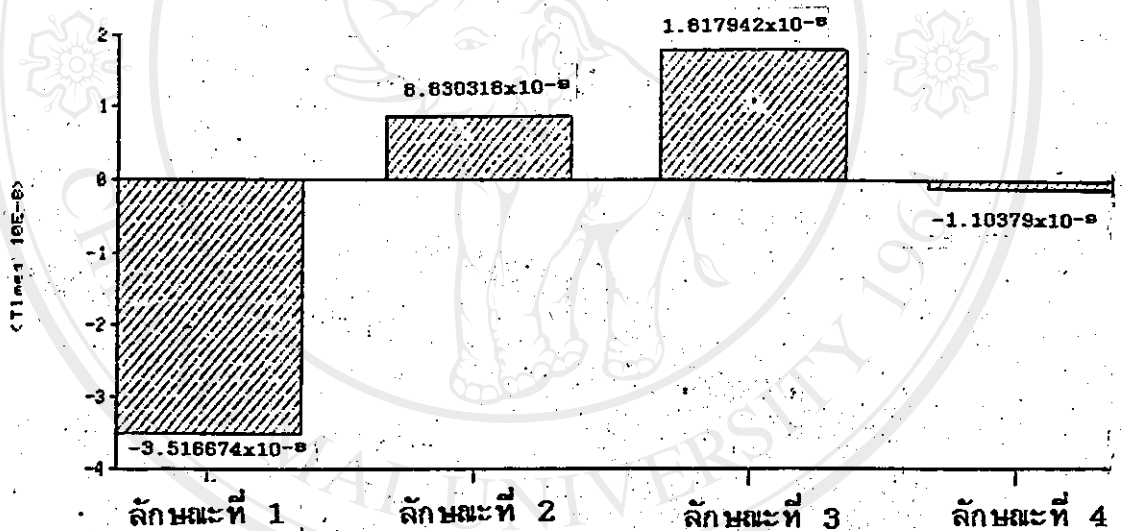 2
1.817942x10⁻⁸
8.830318x10⁻⁹
1
0
-1.10379x10⁻⁹
-1
<Times 10E-8>
-2
-3
-3.516674x10⁻⁸
-4
ลักษณะที่ 1
ลักษณะที่ 2
ลักษณะที่ 3
ลักษณะที่ 4
UNIVERSITY 1964